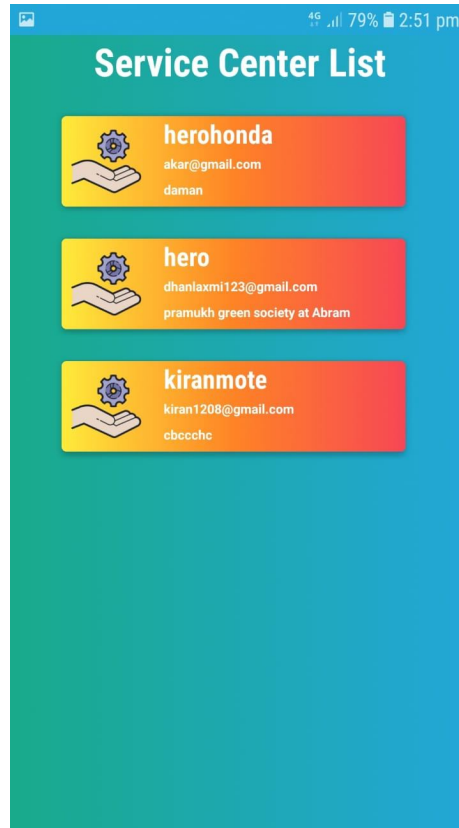 4G 79% 2:51 pm
Service Center List
herohonda
akar@gmail.com
daman
hero
dhanlaxmi123@gmail.com
pramukh green society at Abram
kiranmote
kiran1208@gmail.com
cbccchc